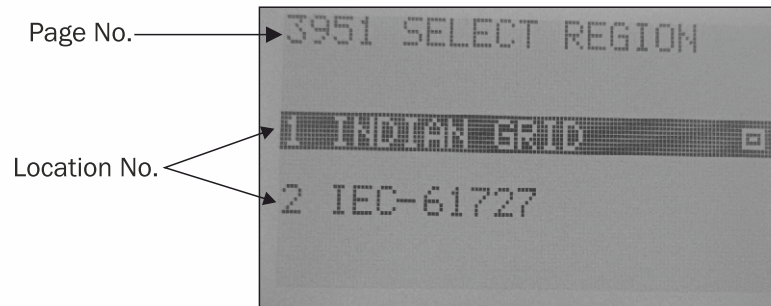 Page No.
3951 SELECT REGION
1 INDIAN GRID
Location No.
2 IEC-61727